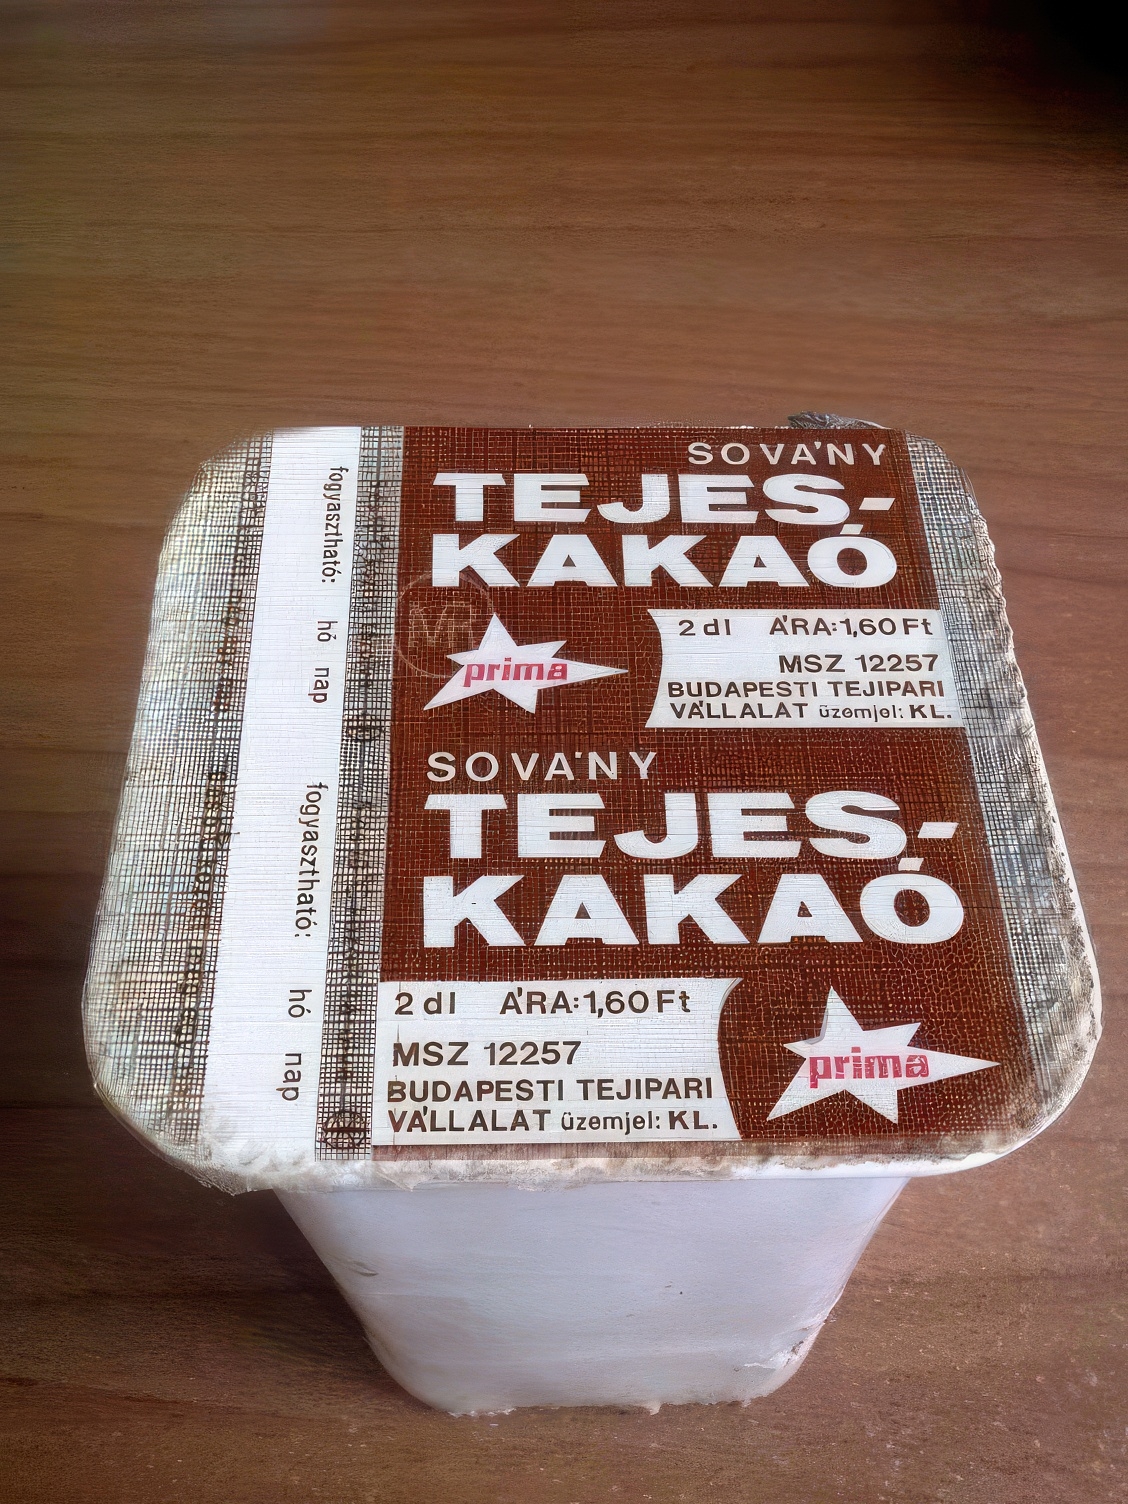 SOVÁNY
TEJES-
KAKAÓ
prima
2 dl ÁRA: 1,60 Ft
MSZ 12257
BUDAPESTI TEJIPARI
VÁLLALAT üzemjel: KL.
SOVÁNY
TEJES-
KAKAÓ
2 dl ÁRA: 1,60 Ft
MSZ 12257
BUDAPESTI TEJIPARI
VÁLLALAT üzemjel: KL.
prima
fogyasztható: hó nap
fogyasztható: hó nap